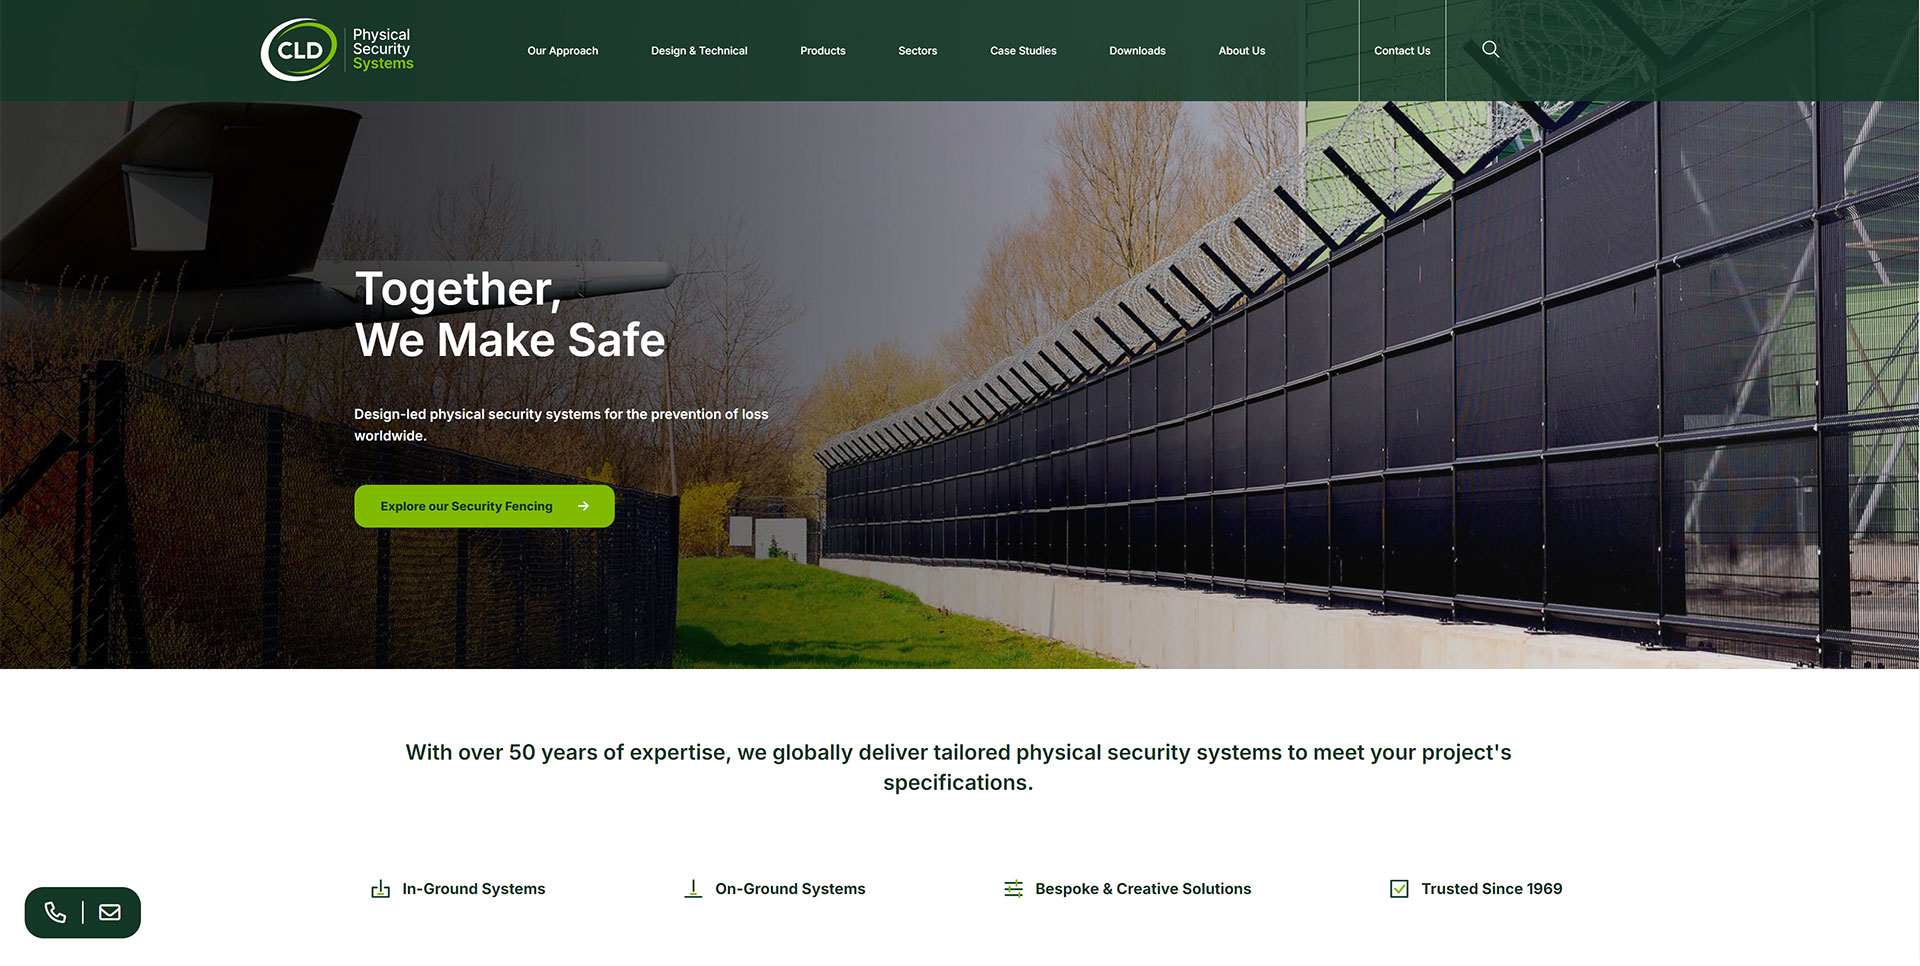 CLD
Physical
Security
Systems
Our Approach
Design & Technical
Products
Sectors
Case Studies
Downloads
About Us
Contact Us
Together,
We Make Safe
Design-led physical security systems for the prevention of loss
worldwide.
Explore our Security Fencing
With over 50 years of expertise, we globally deliver tailored physical security systems to meet your project's
specifications.
In-Ground Systems
On-Ground Systems
Bespoke & Creative Solutions
Trusted Since 1969